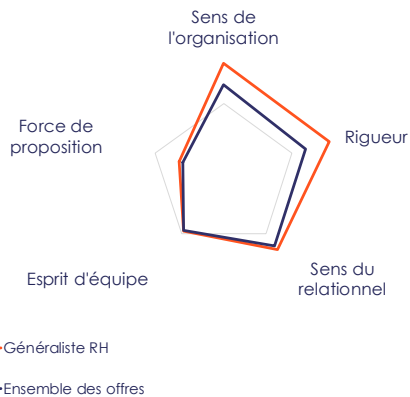 Sens de
l'organisation
Force de
proposition
Rigueur
Esprit d'équipe
Sens du
relationnel
Généraliste RH
Ensemble des offres